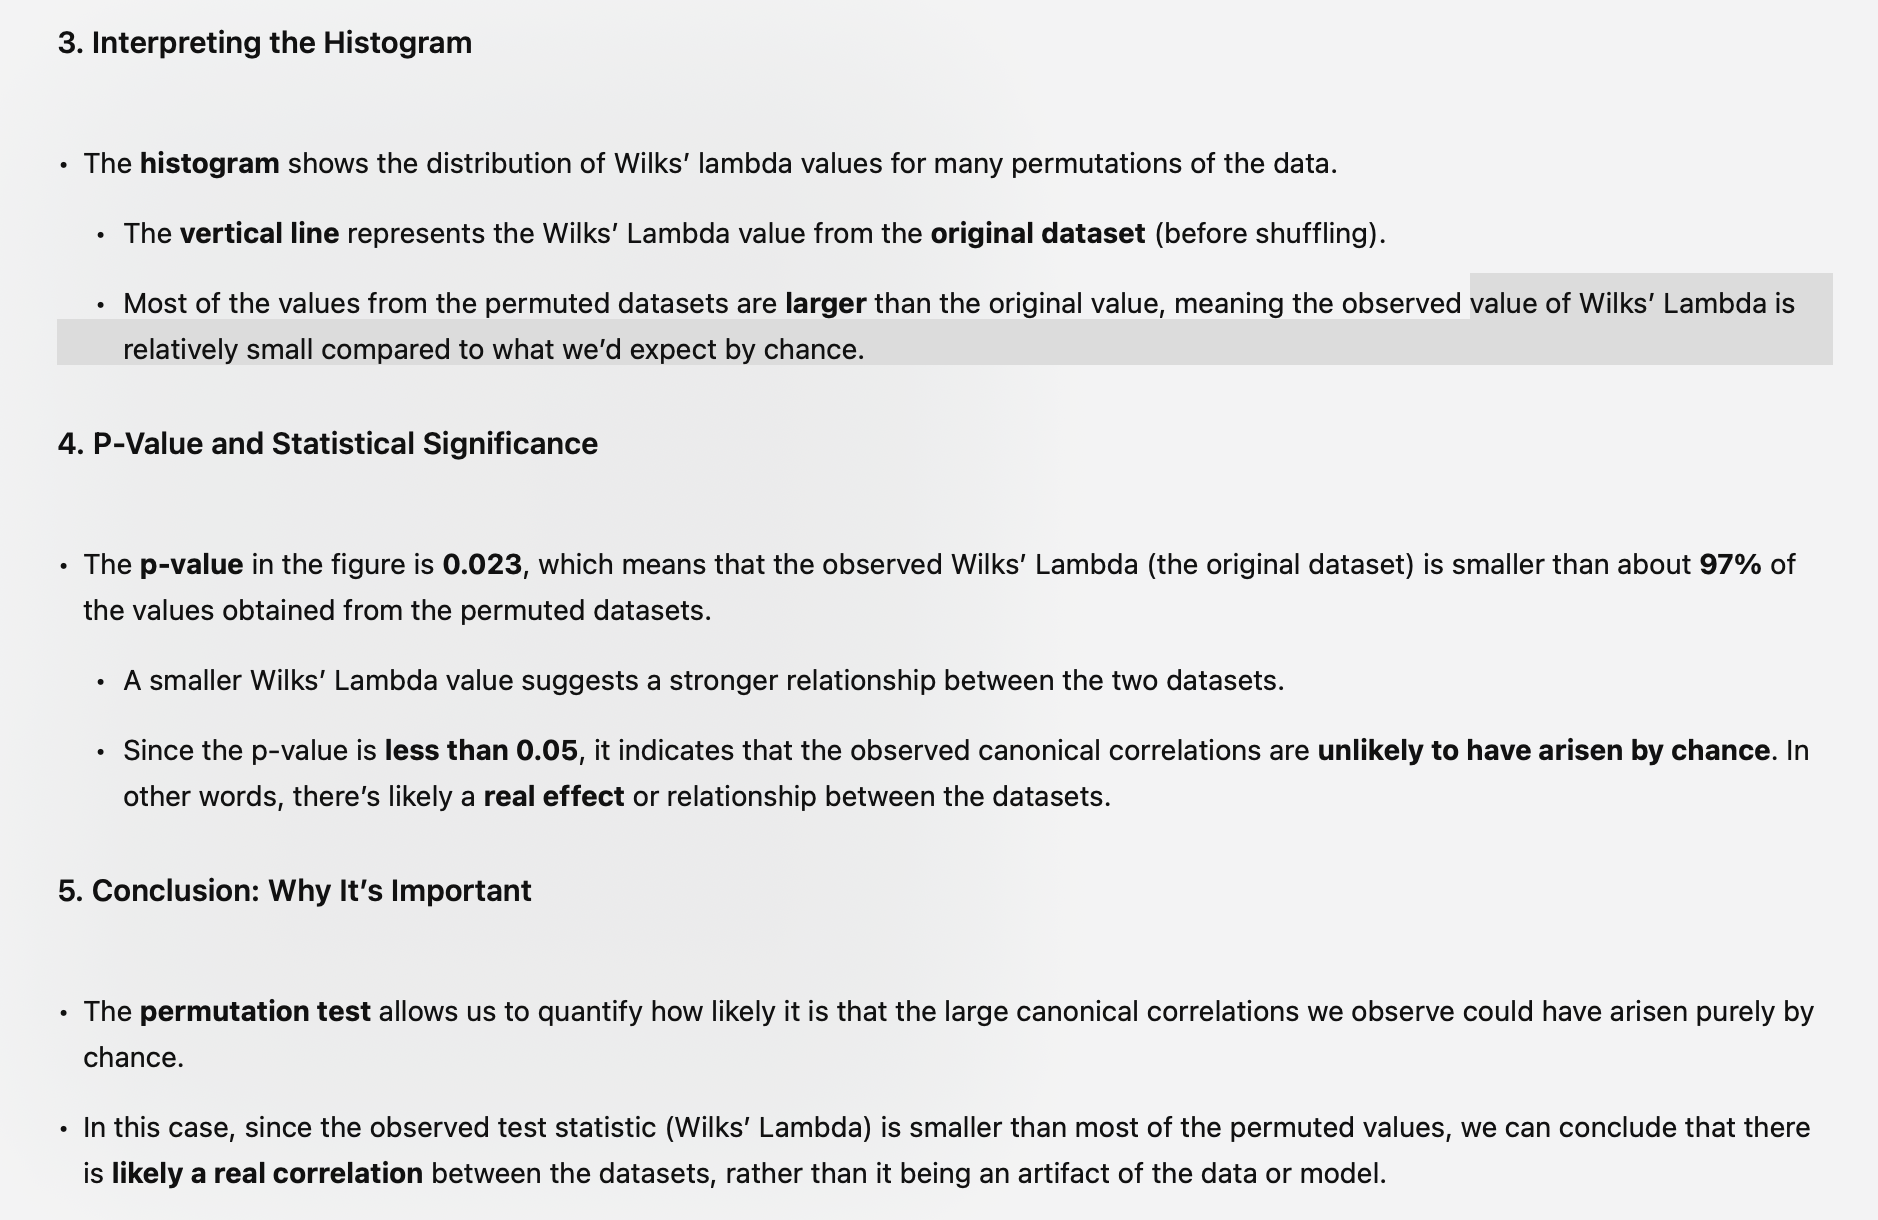 3. Interpreting the Histogram
• The histogram shows the distribution of Wilks’ lambda values for many permutations of the data.
• The vertical line represents the Wilks’ Lambda value from the original dataset (before shuffling).
• Most of the values from the permuted datasets are larger than the original value, meaning the observed value of Wilks’ Lambda is
relatively small compared to what we’d expect by chance.
4. P-Value and Statistical Significance
• The p-value in the figure is 0.023, which means that the observed Wilks’ Lambda (the original dataset) is smaller than about 97% of
the values obtained from the permuted datasets.
• A smaller Wilks’ Lambda value suggests a stronger relationship between the two datasets.
• Since the p-value is less than 0.05, it indicates that the observed canonical correlations are unlikely to have arisen by chance. In
other words, there’s likely a real effect or relationship between the datasets.
5. Conclusion: Why It’s Important
• The permutation test allows us to quantify how likely it is that the large canonical correlations we observe could have arisen purely by
chance.
• In this case, since the observed test statistic (Wilks’ Lambda) is smaller than most of the permuted values, we can conclude that there
is likely a real correlation between the datasets, rather than it being an artifact of the data or model.